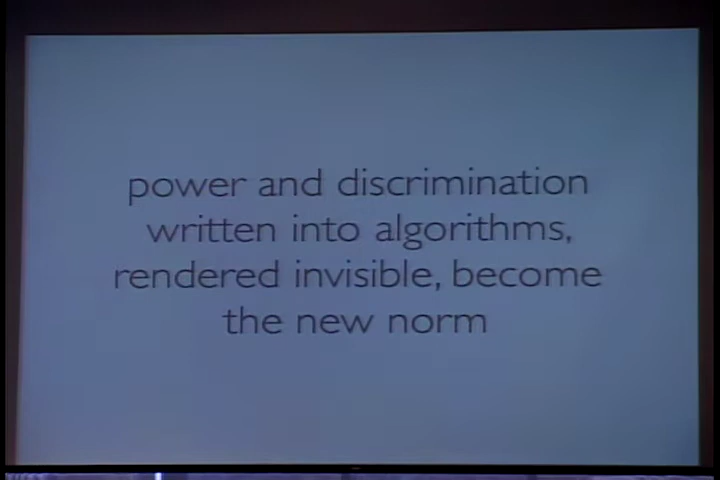 power and discrimination
written into algorithms,
rendered invisible, become
the new norm